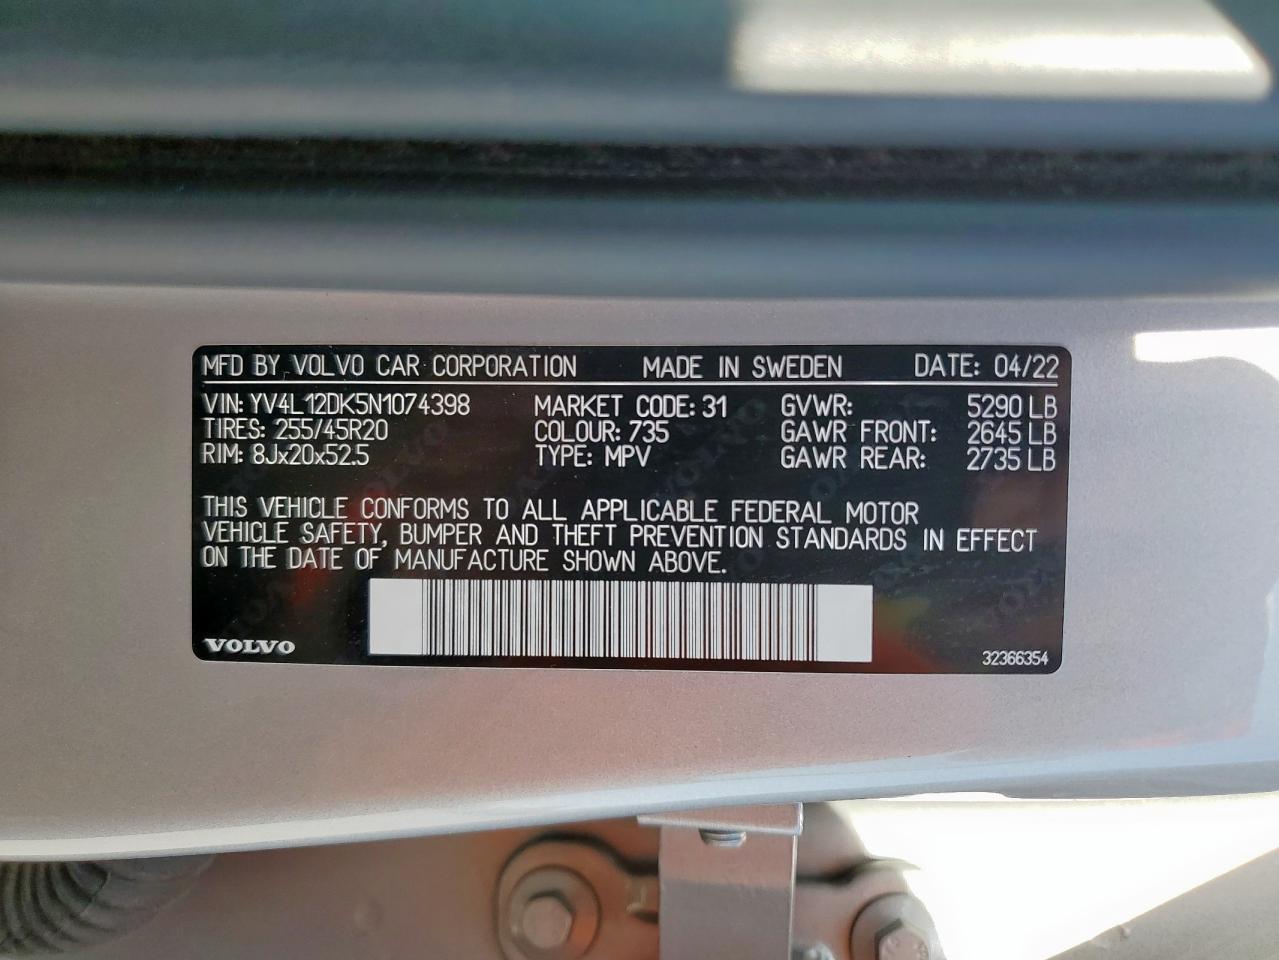 MFD BY VOLVO CAR CORPORATION MADE IN SWEDEN DATE: 04/22
VIN: YV4L12DK5N1074398 MARKET CODE: 31 GVWR: 5290 LB
TIRES: 255/45R20 COLOUR: 735 GAWR FRONT: 2645 LB
RIM: 8Jx20x52.5 TYPE: MPV GAWR REAR: 2735 LB
THIS VEHICLE CONFORMS TO ALL APPLICABLE FEDERAL MOTOR
VEHICLE SAFETY, BUMPER AND THEFT PREVENTION STANDARDS IN EFFECT
ON THE DATE OF MANUFACTURE SHOWN ABOVE.
VOLVO 32366354